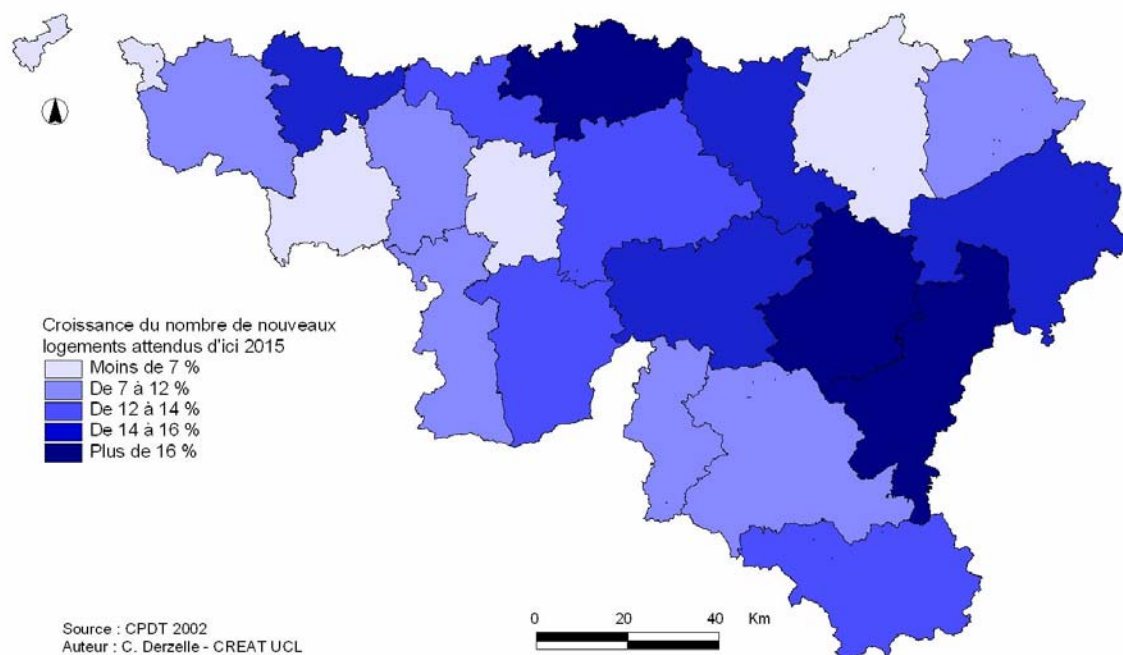 Croissance du nombre de nouveaux
logements attendus d'ici 2015
Moins de 7 %
De 7 à 12 %
De 12 à 14 %
De 14 à 16 %
Plus de 16 %
0 20 40 Km
Source : CPDT 2002
Auteur : C. Derzelle - CREAT UCL